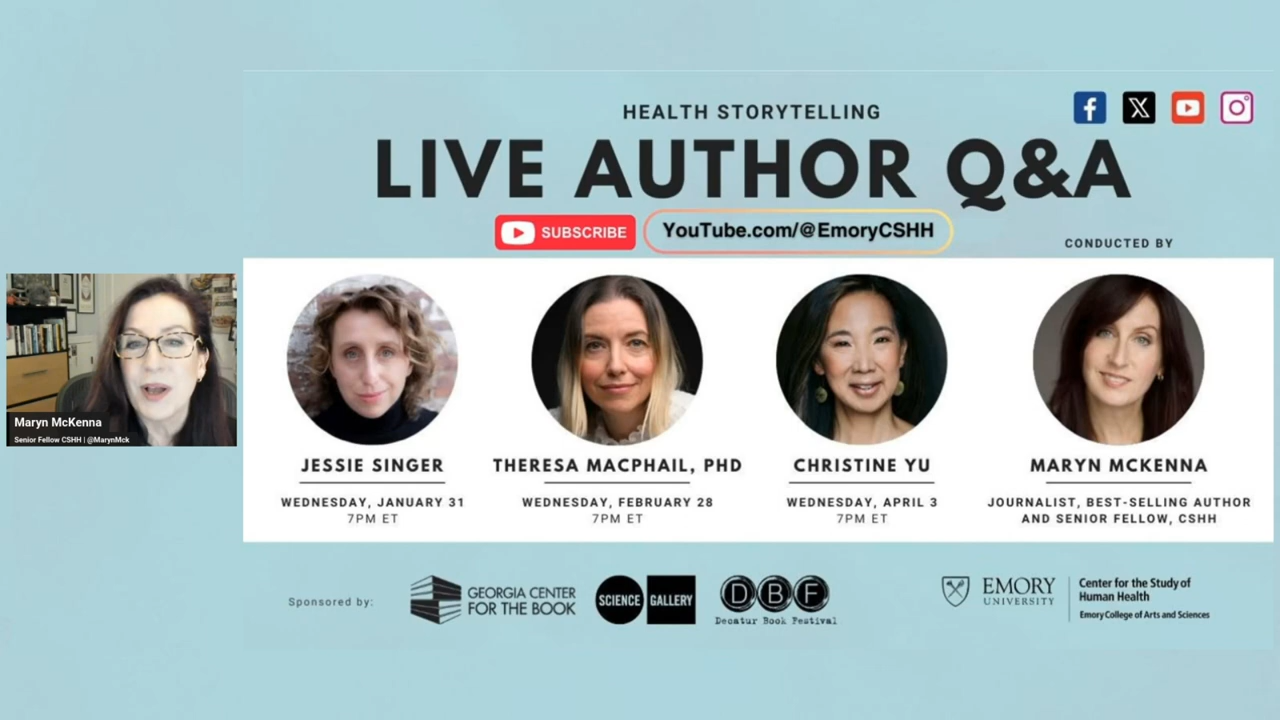 HEALTH STORYTELLING
LIVE AUTHOR Q&A
SUBSCRIBE
YouTube.com/@EmoryCSHH
CONDUCTED BY
Maryn McKenna
Senior Fellow CSHH | @MarynMck
JESSIE SINGER
WEDNESDAY, JANUARY 31
7PM ET
THERESA MACPHAIL, PHD
WEDNESDAY, FEBRUARY 28
7PM ET
CHRISTINE YU
WEDNESDAY, APRIL 3
7PM ET
MARYN MCKENNA
JOURNALIST, BEST-SELLING AUTHOR
AND SENIOR FELLOW, CSHH
Sponsored by:
GEORGIA CENTER
FOR THE BOOK
SCIENCE GALLERY
DBF
Decatur Book Festival
EMORY
UNIVERSITY
Center for the Study of
Human Health
Emory College of Arts and Sciences